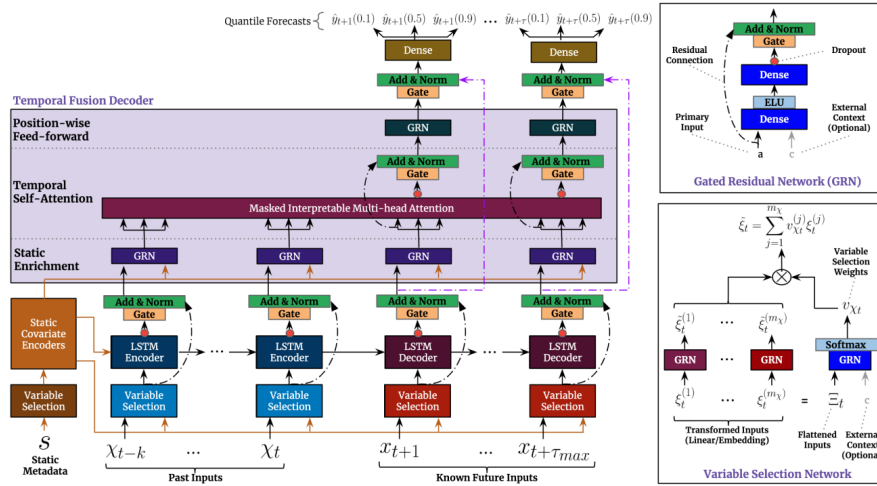 Quantile Forecasts { ŷt+1(0.1) ŷt+1(0.5) ŷt+1(0.9) ... ŷt+τ(0.1) ŷt+τ(0.5) ŷt+τ(0.9)
Dense Dense
Add & Norm Add & Norm
Gate Gate
Temporal Fusion Decoder
Position-wise
Feed-forward
GRN GRN
Add & Norm Add & Norm
Gate Gate
Temporal
Self-Attention
Masked Interpretable Multi-head Attention
Static
Enrichment
GRN GRN GRN GRN
Add & Norm Add & Norm Add & Norm Add & Norm
Gate Gate Gate Gate
Static
Covariate
Encoders
LSTM
Encoder
...
LSTM
Encoder
LSTM
Decoder
...
LSTM
Decoder
Variable
Selection
Variable
Selection
Variable
Selection
Variable
Selection
Variable
Selection
s
Static
Metadata
χt−k ... χt xt+1 ... xt+τmax
Past Inputs
Known Future Inputs
Add & Norm
Gate
Residual
Connection
Dropout
Dense
ELU
Dense
Primary
Input
External
Context
(Optional)
a c
Gated Residual Network (GRN)
ξ̃t = ∑j=1mχ vχt(j) ξ̃t(j)
Variable
Selection
Weights
vχt
ξ̃t(1) ... ξ̃t(mχ)
Softmax
GRN ... GRN GRN
ξt(1) ... ξt(mχ) = Ξt c
Transformed Inputs
(Linear/Embedding)
Flattened
Inputs
External
Context
(Optional)
Variable Selection Network